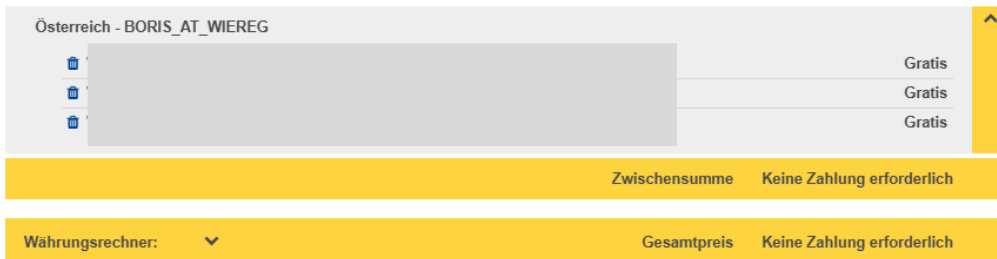 Österreich - BORIS_AT_WIEREG
Gratis
Gratis
Gratis
Zwischensumme Keine Zahlung erforderlich
Währungsrechner: Gesamtpreis Keine Zahlung erforderlich